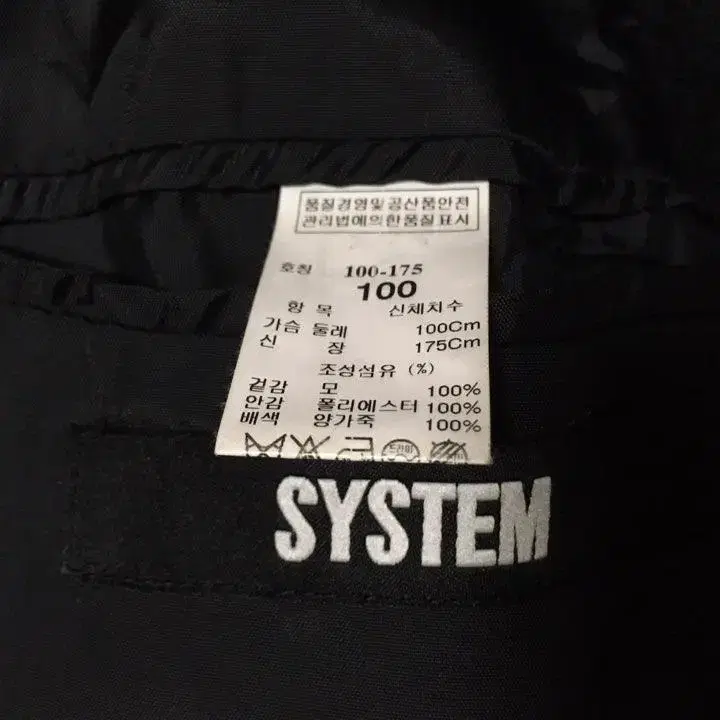 품질경영및공산품안전
관리법에의한품질표시
호칭 100-175
100
항 목 신체치수
가슴 둘레 100Cm
신 장 175Cm
조성섬유 (%)
겉감 모 100%
안감 폴리에스터 100%
배색 양가죽 100%
드라이
SYSTEM